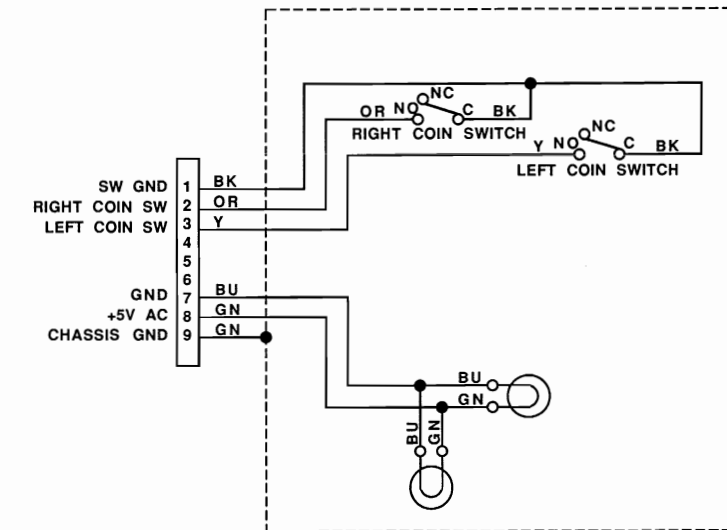 NC
OR NO C BK
RIGHT COIN SWITCH
NC
Y NO C BK
LEFT COIN SWITCH
SW GND 1 BK
RIGHT COIN SW 2 OR
LEFT COIN SW 3 Y
4
5
6
GND 7 BU
+5V AC 8 GN
CHASSIS GND 9 GN
BU
GN
BU
GN